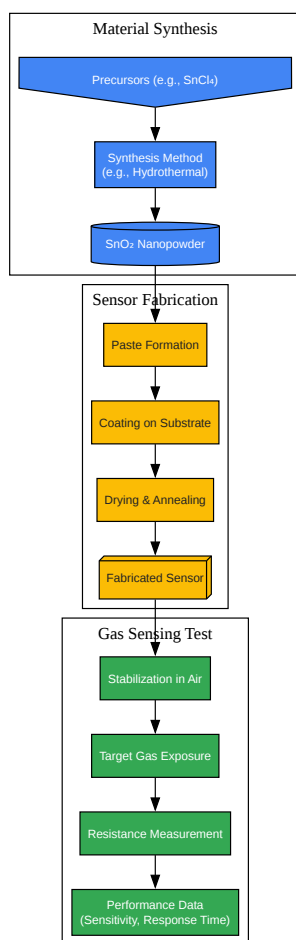 Material Synthesis
Precursors (e.g., SnCl₄)
Synthesis Method
(e.g., Hydrothermal)
SnO₂ Nanopowder
Sensor Fabrication
Paste Formation
Coating on Substrate
Drying & Annealing
Fabricated Sensor
Gas Sensing Test
Stabilization in Air
Target Gas Exposure
Resistance Measurement
Performance Data
(Sensitivity, Response Time)